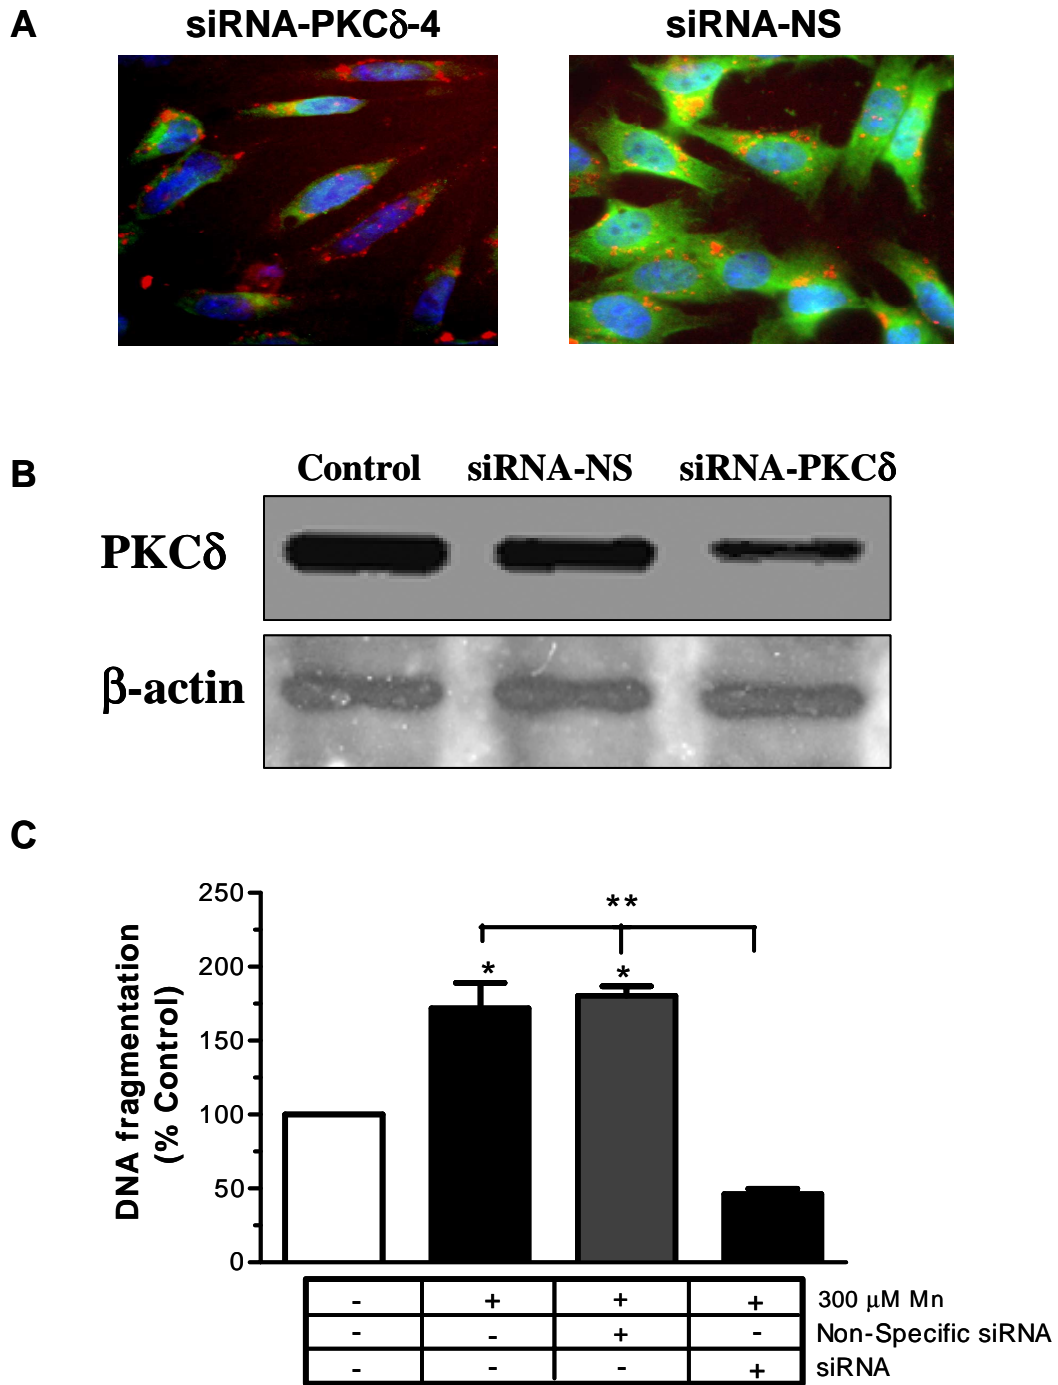 A
siRNA-PKCδ-4
siRNA-NS
B
Control siRNA-NS siRNA-PKCδ
PKCδ
β-actin
C
DNA fragmentation
(% Control)
250
200
150
100
50
0
**
* *
- + + + 300 μM Mn
- - + - Non-Specific siRNA
- - - + siRNA